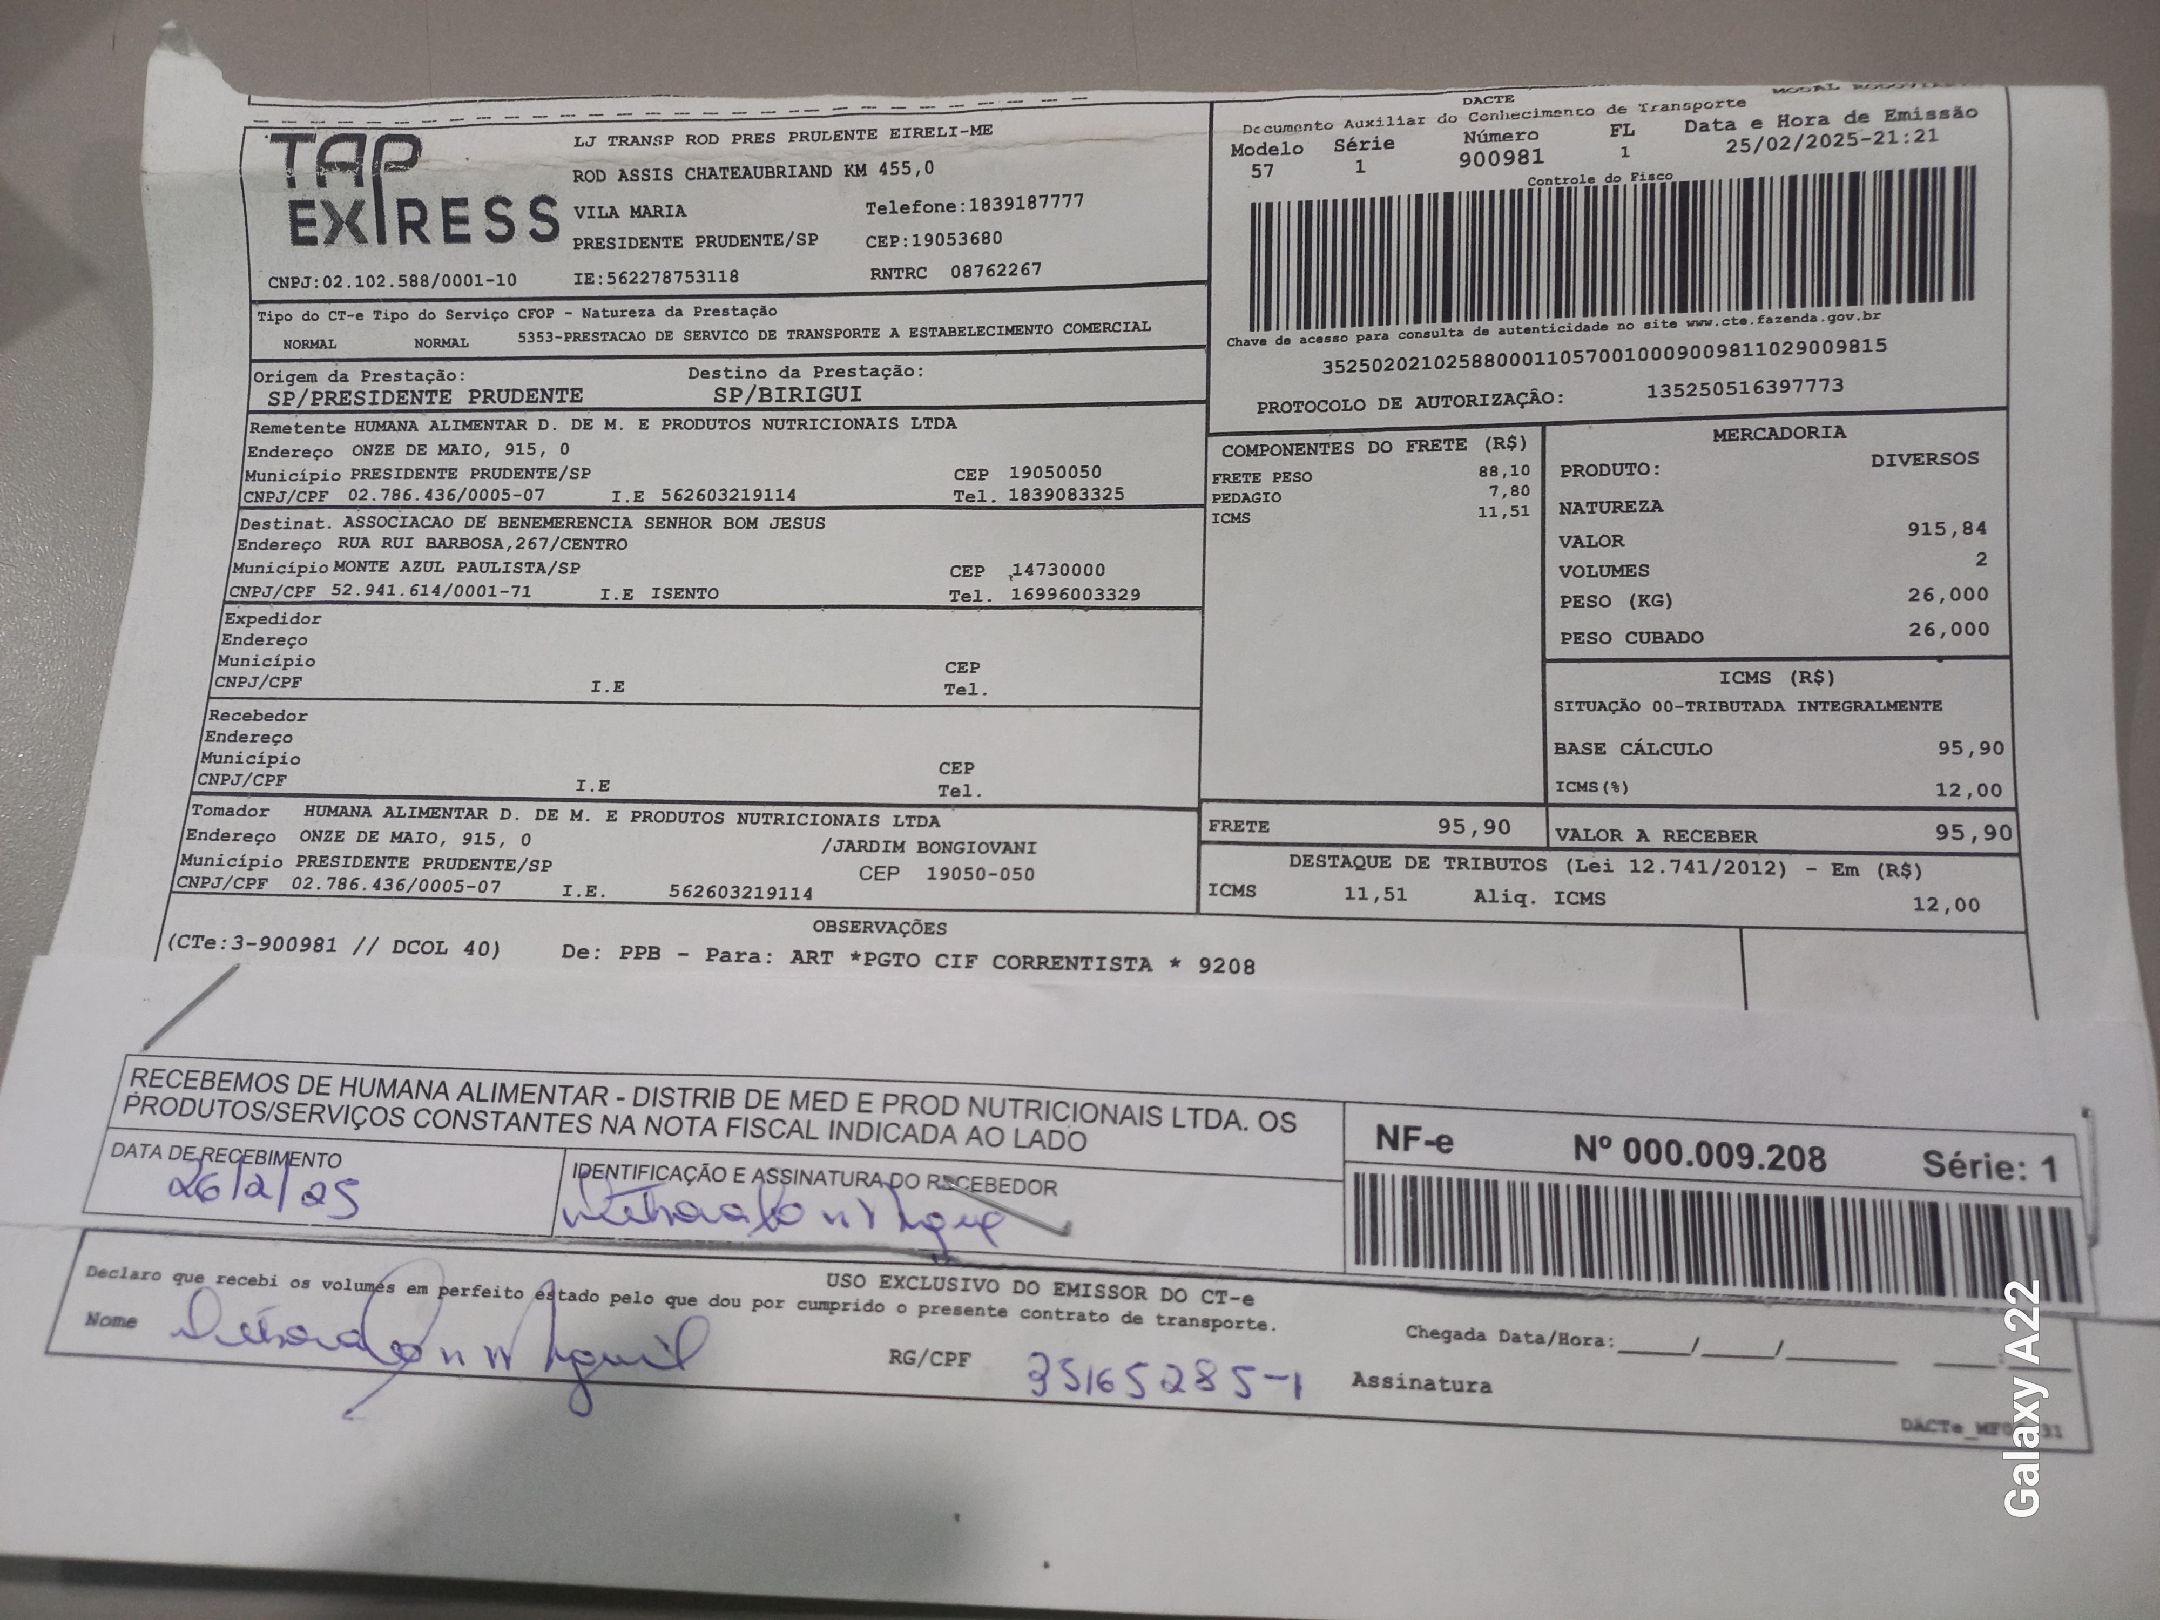 DACTE
MODAL RODOVIÁRIO
TAP EXPRESS
LJ TRANSP ROD PRES PRUDENTE EIRELI-ME
ROD ASSIS CHATEAUBRIAND KM 455,0
VILA MARIA Telefone:1839187777
PRESIDENTE PRUDENTE/SP CEP:19053680
CNPJ:02.102.588/0001-10 IE:562278753118 RNTRC 08762267
Documento Auxiliar do Conhecimento de Transporte
Modelo Série Número FL Data e Hora de Emissão
57 1 900981 1 25/02/2025-21:21
Controle do Fisco
Chave de acesso para consulta de autenticidade no site www.cte.fazenda.gov.br
35250202102588000110570010009009811029009815
PROTOCOLO DE AUTORIZAÇÃO: 135250516397773
Tipo do CT-e Tipo do Serviço CFOP - Natureza da Prestação
NORMAL NORMAL 5353-PRESTACAO DE SERVICO DE TRANSPORTE A ESTABELECIMENTO COMERCIAL
Origem da Prestação: Destino da Prestação:
SP/PRESIDENTE PRUDENTE SP/BIRIGUI
Remetente HUMANA ALIMENTAR D. DE M. E PRODUTOS NUTRICIONAIS LTDA
Endereço ONZE DE MAIO, 915, 0
Município PRESIDENTE PRUDENTE/SP CEP 19050050
CNPJ/CPF 02.786.436/0005-07 I.E 562603219114 Tel. 1839083325
Destinat. ASSOCIACAO DE BENEMERENCIA SENHOR BOM JESUS
Endereço RUA RUI BARBOSA,267/CENTRO
Município MONTE AZUL PAULISTA/SP CEP 14730000
CNPJ/CPF 52.941.614/0001-71 I.E ISENTO Tel. 16996003329
Expedidor
Endereço
Município CEP
CNPJ/CPF I.E Tel.
Recebedor
Endereço
Município CEP
CNPJ/CPF I.E Tel.
Tomador HUMANA ALIMENTAR D. DE M. E PRODUTOS NUTRICIONAIS LTDA
Endereço ONZE DE MAIO, 915, 0 /JARDIM BONGIOVANI
Município PRESIDENTE PRUDENTE/SP CEP 19050-050
CNPJ/CPF 02.786.436/0005-07 I.E. 562603219114
COMPONENTES DO FRETE (R$)
FRETE PESO 88,10
PEDAGIO 7,80
ICMS 11,51
MERCADORIA
PRODUTO: DIVERSOS
NATUREZA
VALOR 915,84
VOLUMES 2
PESO (KG) 26,000
PESO CUBADO 26,000
ICMS (R$)
SITUAÇÃO 00-TRIBUTADA INTEGRALMENTE
BASE CÁLCULO 95,90
ICMS(%) 12,00
FRETE 95,90 VALOR A RECEBER 95,90
DESTAQUE DE TRIBUTOS (Lei 12.741/2012) - Em (R$)
ICMS 11,51 Aliq. ICMS 12,00
OBSERVAÇÕES
(CTe:3-900981 // DCOL 40) De: PPB - Para: ART *PGTO CIF CORRENTISTA * 9208
RECEBEMOS DE HUMANA ALIMENTAR - DISTRIB DE MED E PROD NUTRICIONAIS LTDA. OS
PRODUTOS/SERVIÇOS CONSTANTES NA NOTA FISCAL INDICADA AO LADO
DATA DE RECEBIMENTO IDENTIFICAÇÃO E ASSINATURA DO RECEBEDOR
26/2/25
NF-e Nº 000.009.208 Série: 1
USO EXCLUSIVO DO EMISSOR DO CT-e
Declaro que recebi os volumes em perfeito estado pelo que dou por cumprido o presente contrato de transporte.
Nome RG/CPF 35165285-1
Chegada Data/Hora:_____/_____/________ ____:____
Assinatura
Galaxy A22